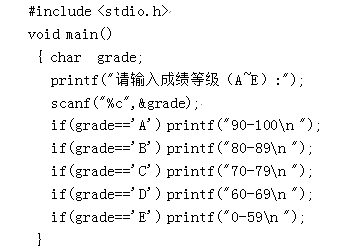 #include <stdio.h>
void main()
{ char  grade;
printf("请输入成绩等级（A~E）:");
scanf("%c",&grade);
if(grade=='A')printf("90-100\n ");
if(grade=='B')printf("80-89\n ");
if(grade=='C')printf("70-79\n ");
if(grade=='D')printf("60-69\n ");
if(grade=='E')printf("0-59\n ");
}